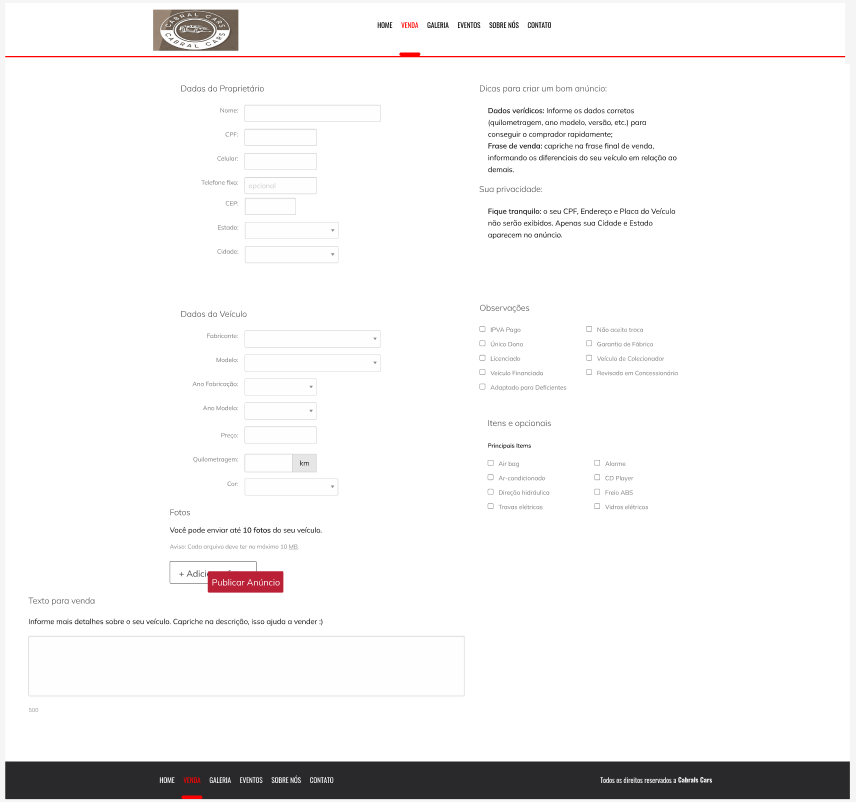 CABRAL CARS
CABRAL CARS
HOME VENDA GALERIA EVENTOS SOBRE NÓS CONTATO
Dados do Proprietário
Nome:
CPF:
Celular:
Telefone fixo: opcional
CEP:
Estado:
Cidade:
Dicas para criar um bom anúncio:
Dados verídicos: Informe os dados corretos
(quilometragem, ano modelo, versão, etc.) para
conseguir o comprador rapidamente;
Frase de venda: capriche na frase final de venda,
informando os diferenciais do seu veículo em relação ao
demais.
Sua privacidade:
Fique tranquilo: o seu CPF, Endereço e Placa do Veículo
não serão exibidos. Apenas sua Cidade e Estado
aparecem no anúncio.
Dados do Veículo
Fabricante:
Modelo:
Ano Fabricação:
Ano Modelo:
Preço:
Quilometragem: km
Cor:
Observações
IPVA Pago Não aceito troca
Único Dono Garantia de Fábrica
Licenciado Veículo de Colecionador
Veículo Financiado Revisado em Concessionária
Adaptado para Deficientes
Itens e opcionais
Principais Items
Air bag Alarme
Ar-condicionado CD Player
Direção hidráulica Freio ABS
Travas elétricas Vidros elétricos
Fotos
Você pode enviar até 10 fotos do seu veículo.
Aviso: Cada arquivo deve ter no máximo 10 MB.
+ Adici
Publicar Anúncio
Texto para venda
Informe mais detalhes sobre o seu veículo. Capriche na descrição, isso ajuda a vender :)
500
HOME VENDA GALERIA EVENTOS SOBRE NÓS CONTATO
Todos os direitos reservados a Cabrals Cars